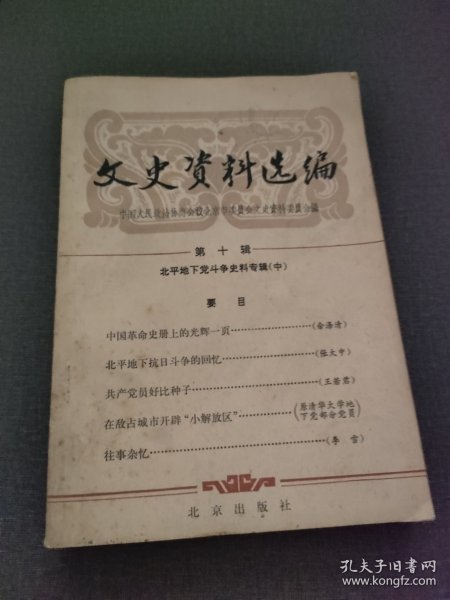 文史資料选编
中国人民政治协商会议北京市委员会文史资料委员会编
第十辑
北平地下党斗争史料专辑(中)
要目
中国革命史册上的光辉一页……………(佘涤清)
北平地下抗日斗争的回忆……………(张大中)
共产党员好比种子……………(王若君)
在敌占城市开辟“小解放区”……………(原清华大学地下党部分党员)
往事杂忆……………(李雪)
北京出版社
孔夫子旧书网
www.kongfz.com